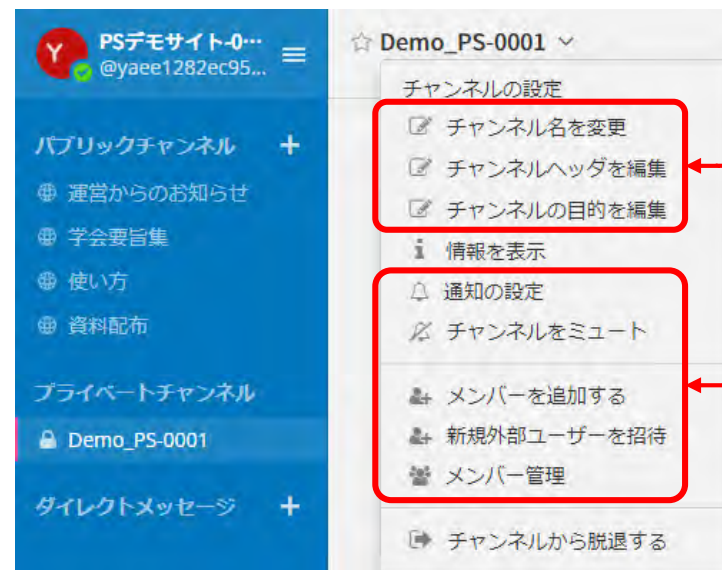 Y
PSデモサイト-0…
@yaee1282ec95...
パブリックチャンネル +
運営からのお知らせ
学会要旨集
使い方
資料配布
プライベートチャンネル
Demo_PS-0001
ダイレクトメッセージ +
Demo_PS-0001
チャンネルの設定
チャンネル名を変更
チャンネルヘッダを編集
チャンネルの目的を編集
情報を表示
通知の設定
チャンネルをミュート
メンバーを追加する
新規外部ユーザーを招待
メンバー管理
チャンネルから脱退する